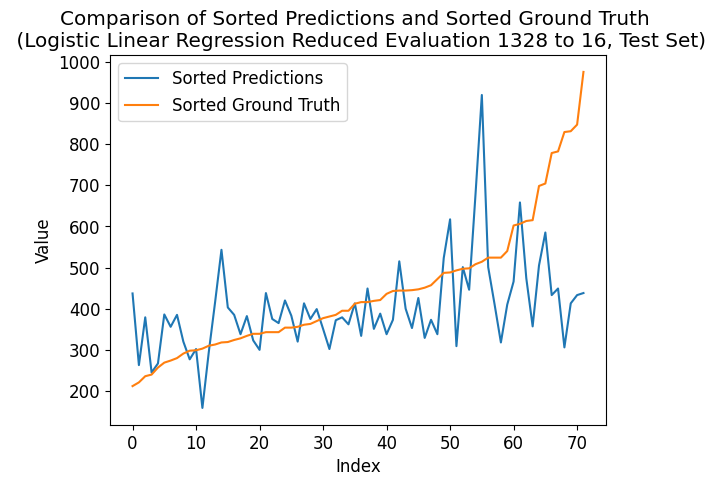 Comparison of Sorted Predictions and Sorted Ground Truth
(Logistic Linear Regression Reduced Evaluation 1328 to 16, Test Set)
Sorted Predictions
Sorted Ground Truth
1000
900
800
700
600
500
400
300
200
Value
0 10 20 30 40 50 60 70
Index